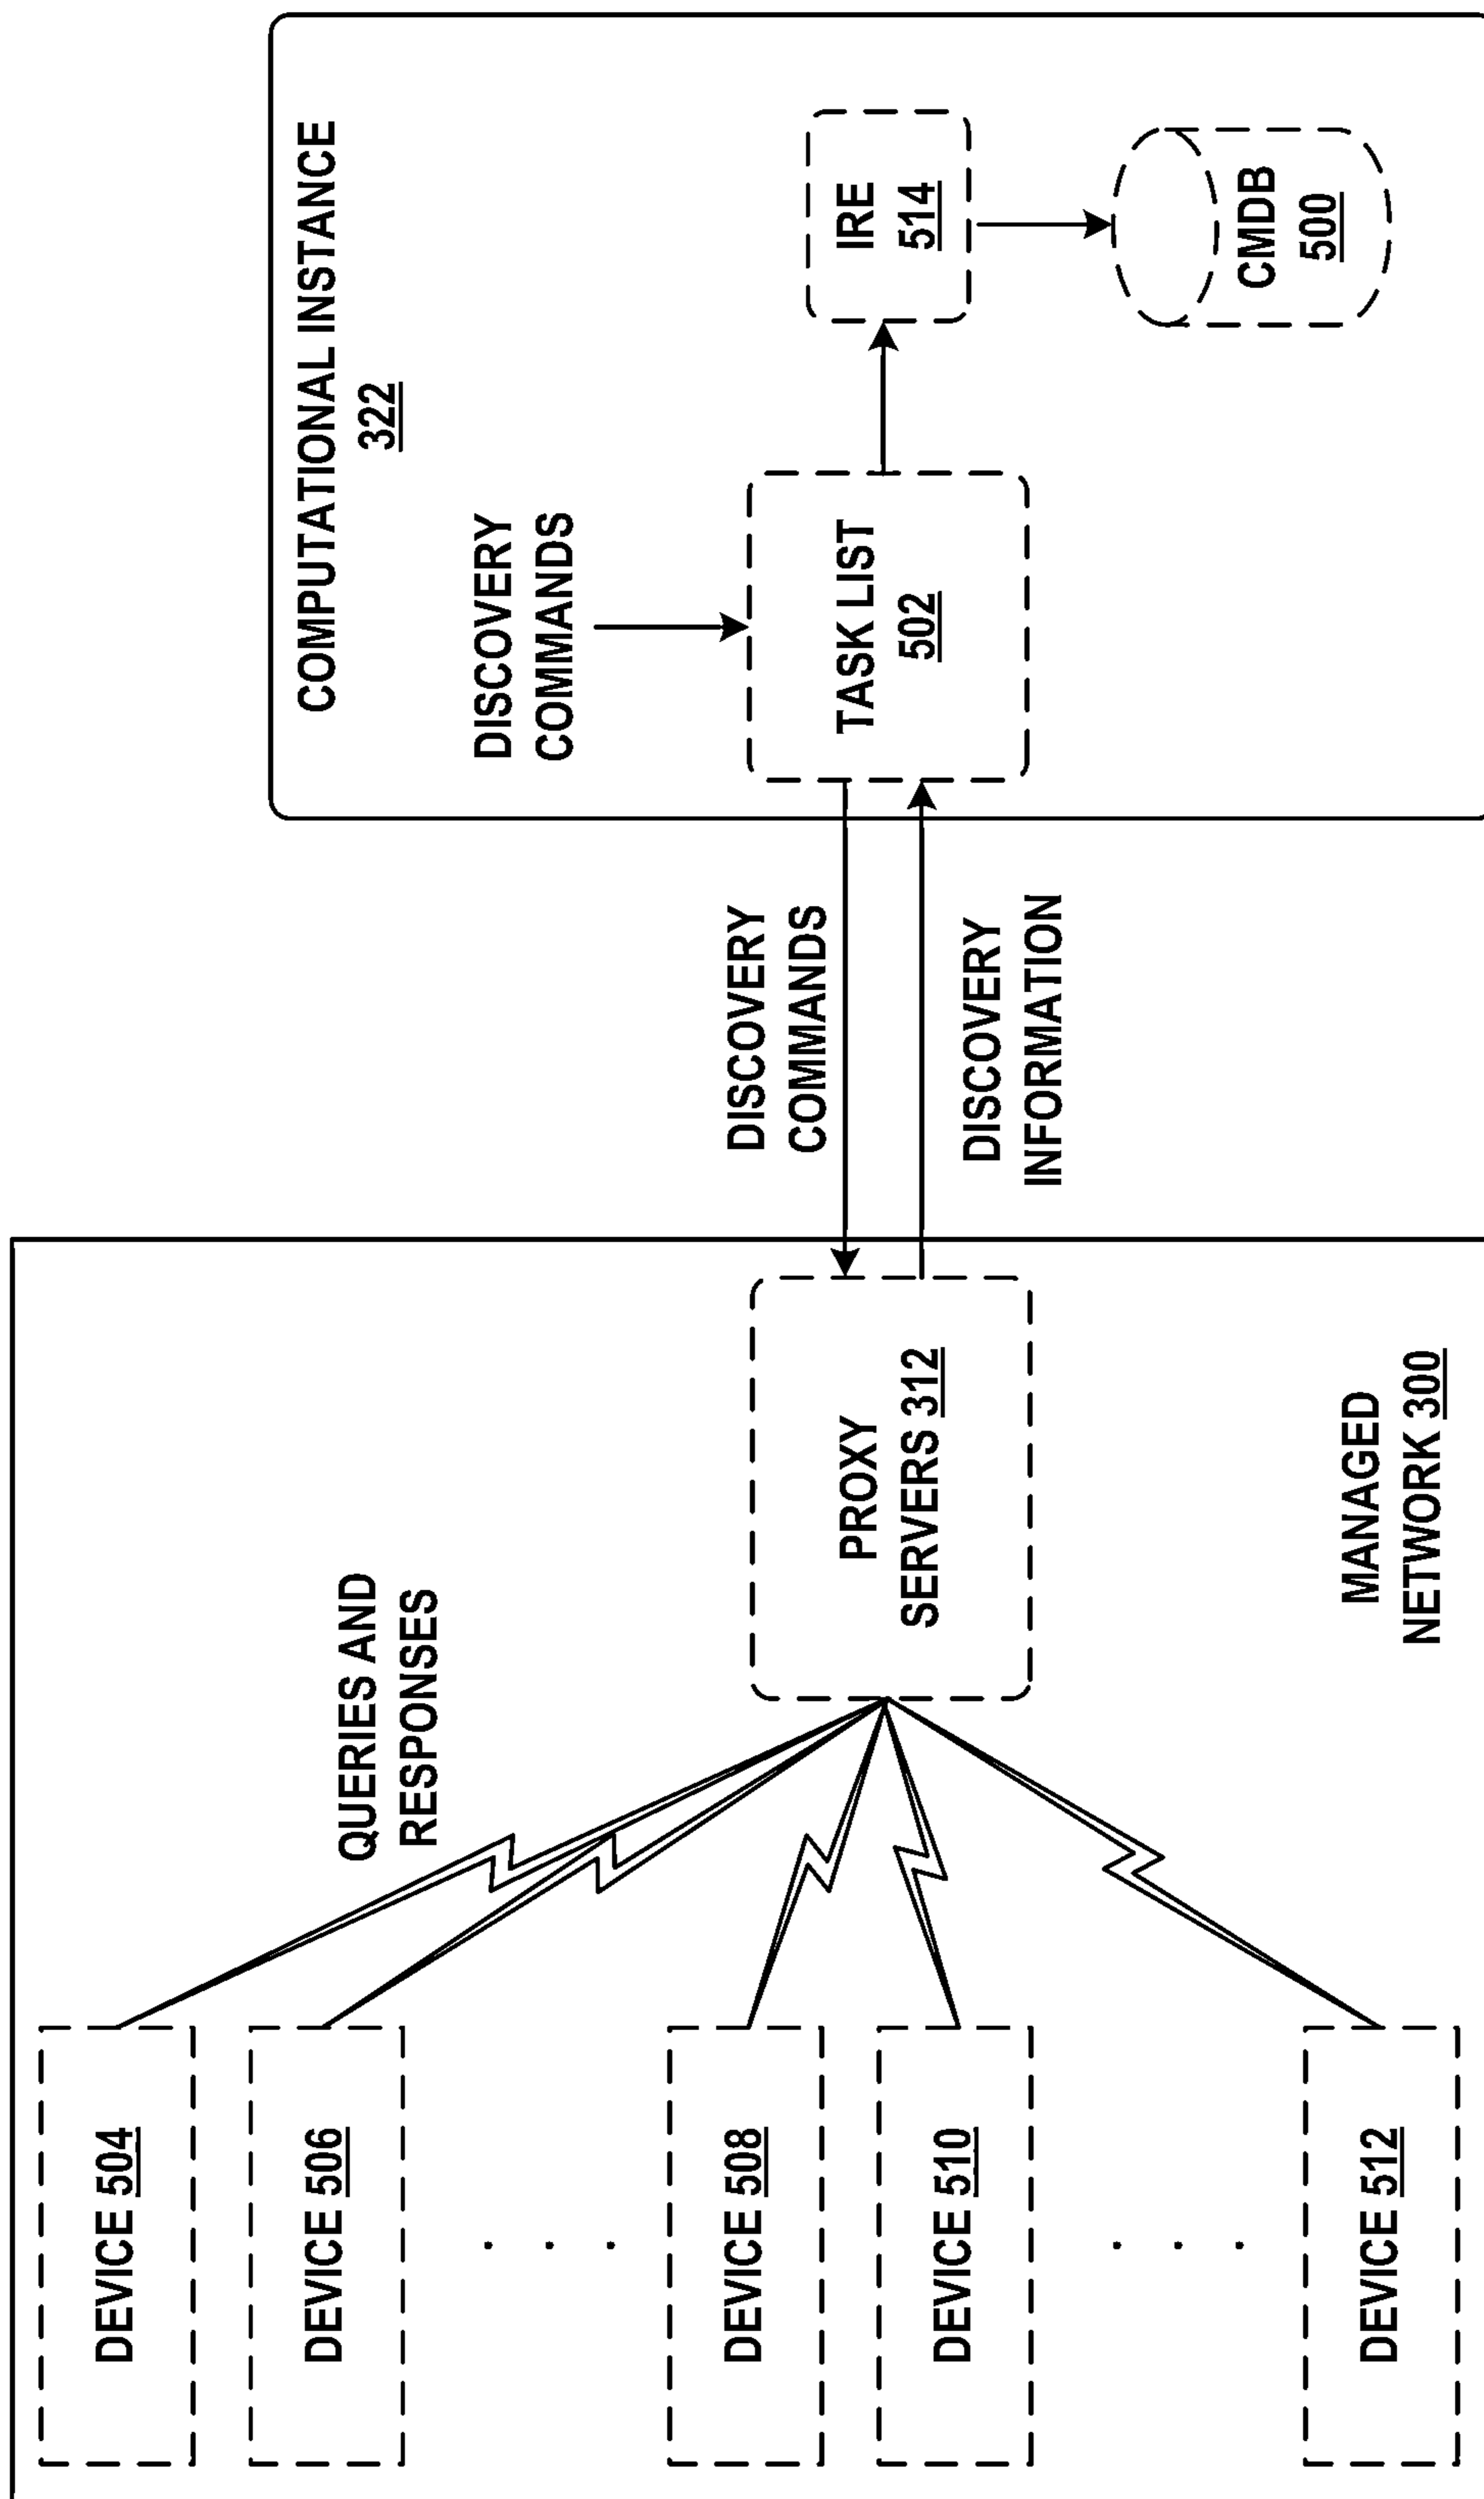 COMPUTATIONAL INSTANCE
322
DISCOVERY
COMMANDS
TASK LIST
502
IRE
514
CMDB
500
DISCOVERY
COMMANDS
DISCOVERY
INFORMATION
QUERIES AND
RESPONSES
PROXY
SERVERS 312
MANAGED
NETWORK 300
DEVICE 504
DEVICE 506
DEVICE 508
DEVICE 510
DEVICE 512